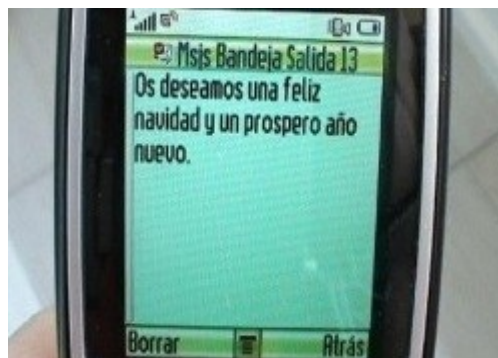 Msjs Bandeja Salida 13
Os deseamos una feliz
navidad y un prospero año
nuevo.
Borrar Atrás